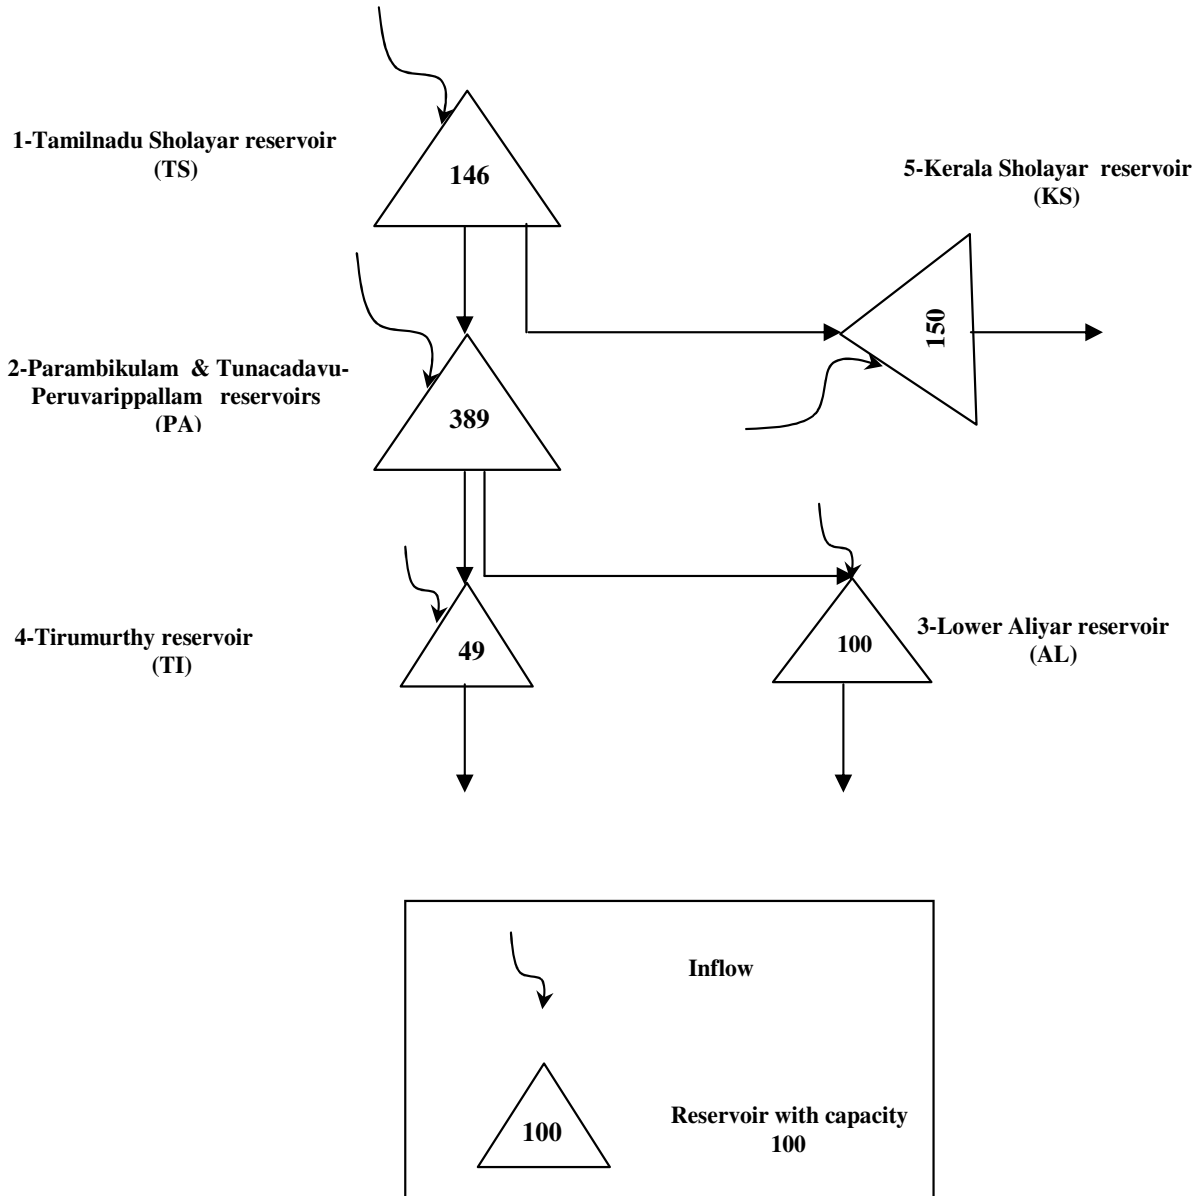 1-Tamilnadu Sholayar reservoir
(TS)
146
5-Kerala Sholayar reservoir
(KS)
150
2-Parambikulam & Tunacadavu-
Peruvarippallam reservoirs
(PA)
389
4-Tirumurthy reservoir
(TI)
49
100
3-Lower Aliyar reservoir
(AL)
Inflow
100
Reservoir with capacity
100